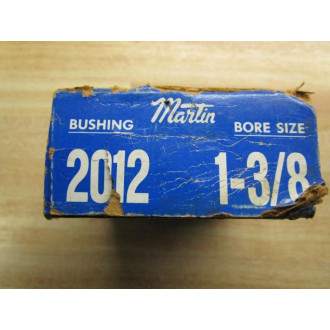 Martin
BUSHING
BORE SIZE
2012
1-3/8